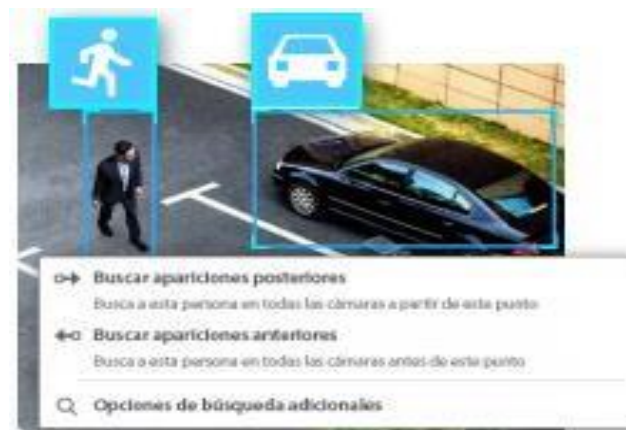 Buscar apariciones posteriores
Busca a esta persona en todas las cámaras a partir de este punto
Buscar apariciones anteriores
Busca a esta persona en todas las cámaras antes de este punto
Opciones de búsqueda adicionales